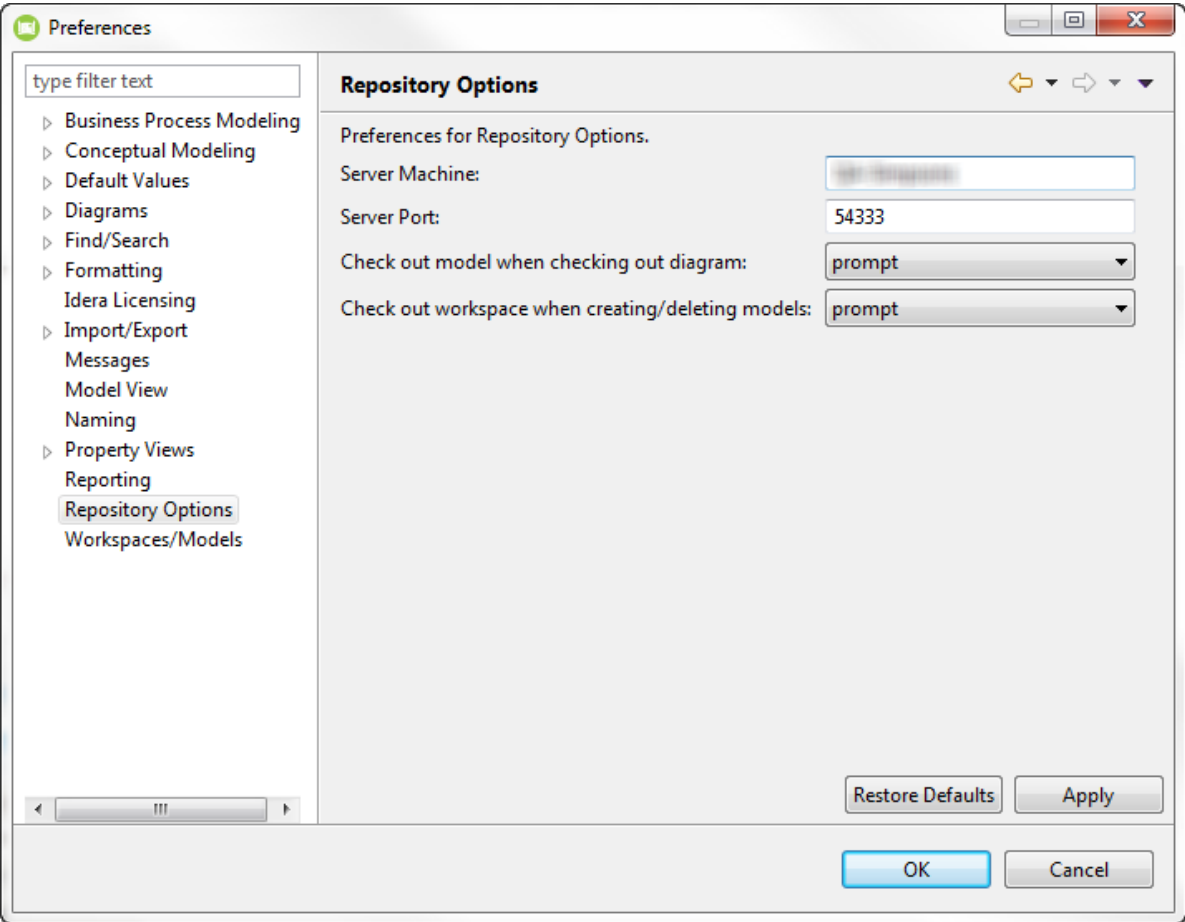 Preferences
type filter text
Business Process Modeling
Conceptual Modeling
Default Values
Diagrams
Find/Search
Formatting
Idera Licensing
Import/Export
Messages
Model View
Naming
Property Views
Reporting
Repository Options
Workspaces/Models
Repository Options
Preferences for Repository Options.
Server Machine:
Server Port: 54333
Check out model when checking out diagram: prompt
Check out workspace when creating/deleting models: prompt
Restore Defaults Apply
OK Cancel